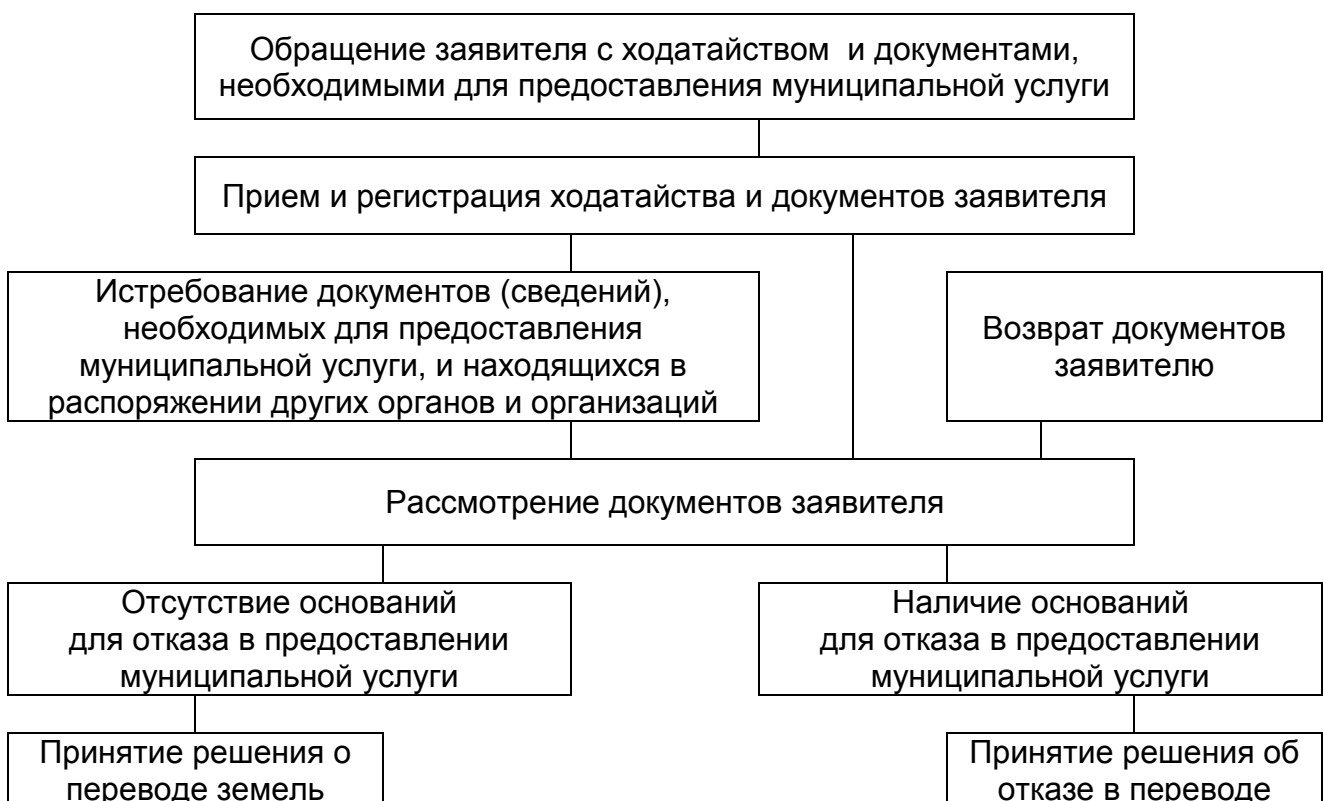 Обращение заявителя с ходатайством и документами,
необходимыми для предоставления муниципальной услуги
Прием и регистрация ходатайства и документов заявителя
Истребование документов (сведений),
необходимых для предоставления
муниципальной услуги, и находящихся в
распоряжении других органов и организаций
Возврат документов
заявителю
Рассмотрение документов заявителя
Отсутствие оснований
для отказа в предоставлении
муниципальной услуги
Наличие оснований
для отказа в предоставлении
муниципальной услуги
Принятие решения о
переводе земель
Принятие решения об
отказе в переводе